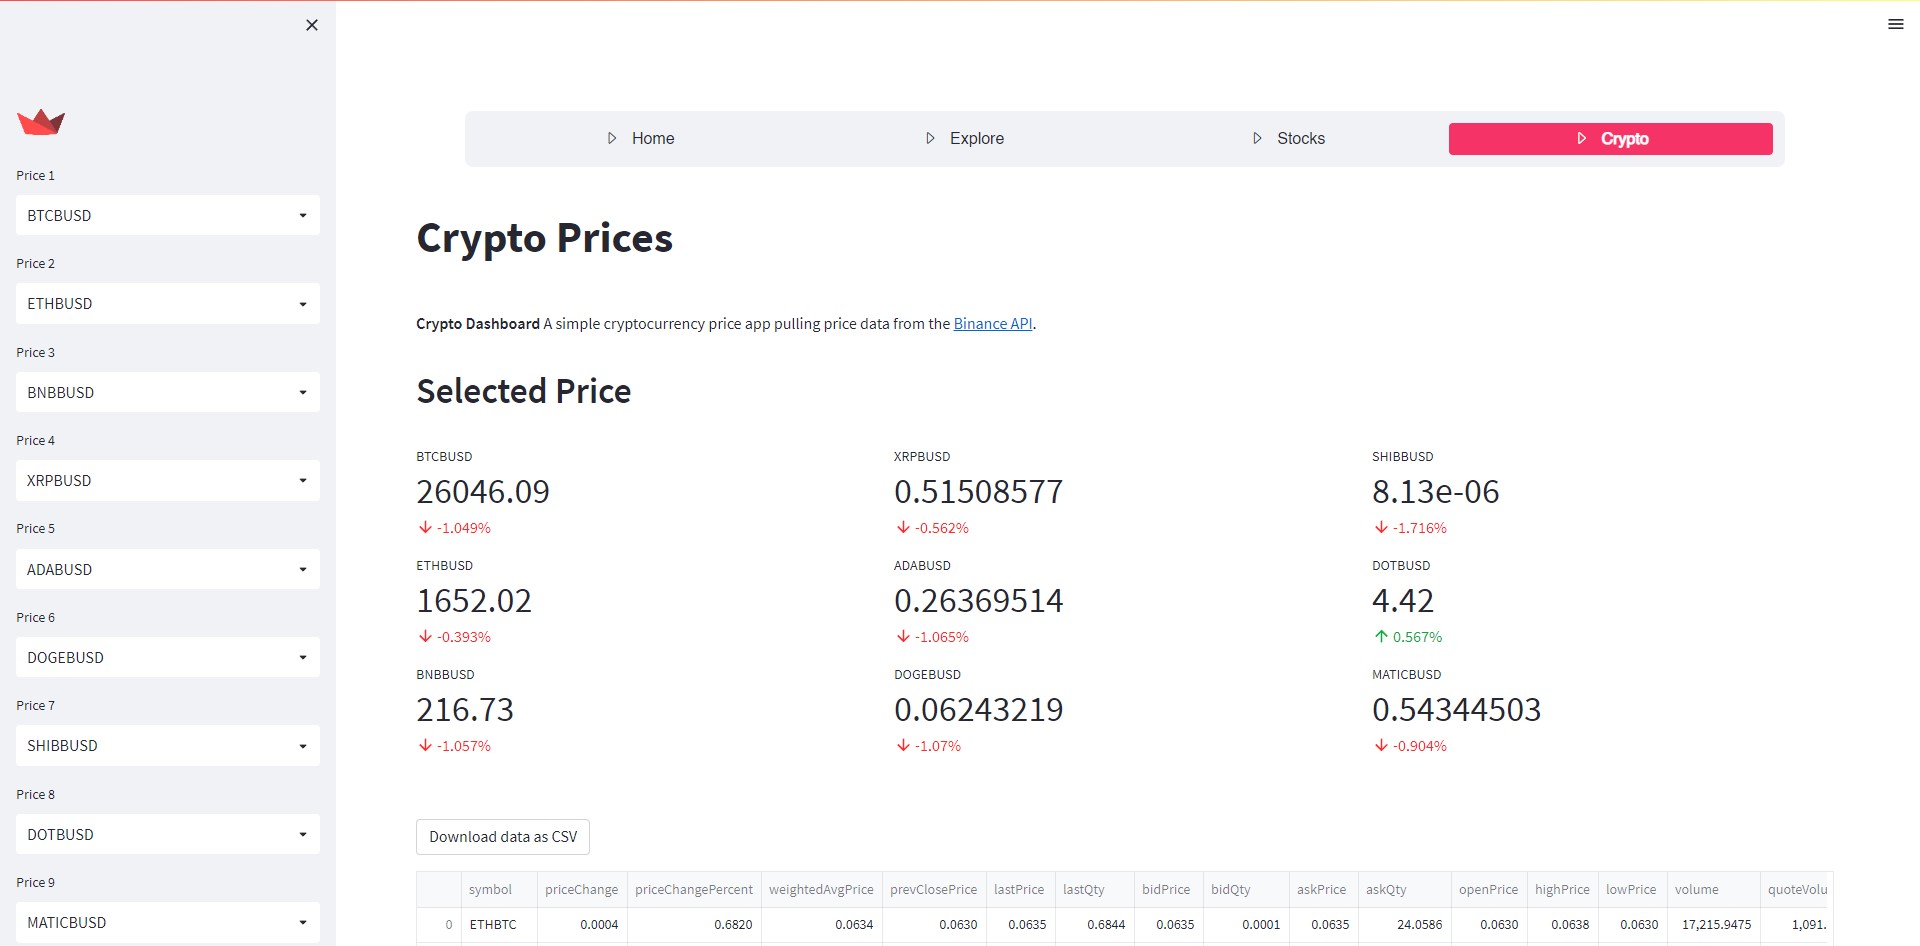 Price 1
BTCBUSD
Price 2
ETHBUSD
Price 3
BNBBUSD
Price 4
XRPBUSD
Price 5
ADABUSD
Price 6
DOGEBUSD
Price 7
SHIBBUSD
Price 8
DOTBUSD
Price 9
MATICBUSD
Home Explore Stocks Crypto
Crypto Prices
Crypto Dashboard A simple cryptocurrency price app pulling price data from the Binance API.
Selected Price
BTCBUSD
26046.09
-1.049%
ETHBUSD
1652.02
-0.393%
BNBBUSD
216.73
-1.057%
XRPBUSD
0.51508577
-0.562%
ADABUSD
0.26369514
-1.065%
DOGEBUSD
0.06243219
-1.07%
SHIBBUSD
8.13e-06
-1.716%
DOTBUSD
4.42
0.567%
MATICBUSD
0.54344503
-0.904%
Download data as CSV
symbol priceChange priceChangePercent weightedAvgPrice prevClosePrice lastPrice lastQty bidPrice bidQty askPrice askQty openPrice highPrice lowPrice volume quoteVolu
0 ETHBTC 0.0004 0.6820 0.0634 0.0630 0.0635 0.6844 0.0635 0.0001 0.0635 24.0586 0.0630 0.0638 0.0630 17,215.9475 1,091.